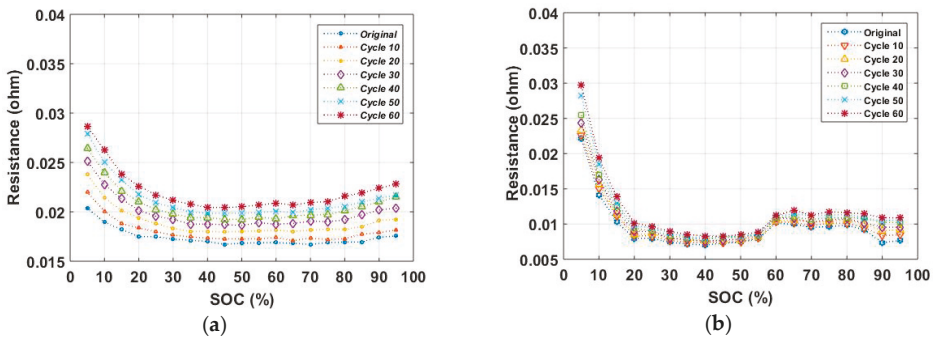 0.04
0.035
0.03
0.025
0.02
0.015
0 10 20 30 40 50 60 70 80 90 100
Resistance (ohm)
SOC (%)
Original
Cycle 10
Cycle 20
Cycle 30
Cycle 40
Cycle 50
Cycle 60
(a)
0.04
0.035
0.03
0.025
0.02
0.015
0.01
0.005
0 10 20 30 40 50 60 70 80 90 100
Resistance (ohm)
SOC (%)
Original
Cycle 10
Cycle 20
Cycle 30
Cycle 40
Cycle 50
Cycle 60
(b)